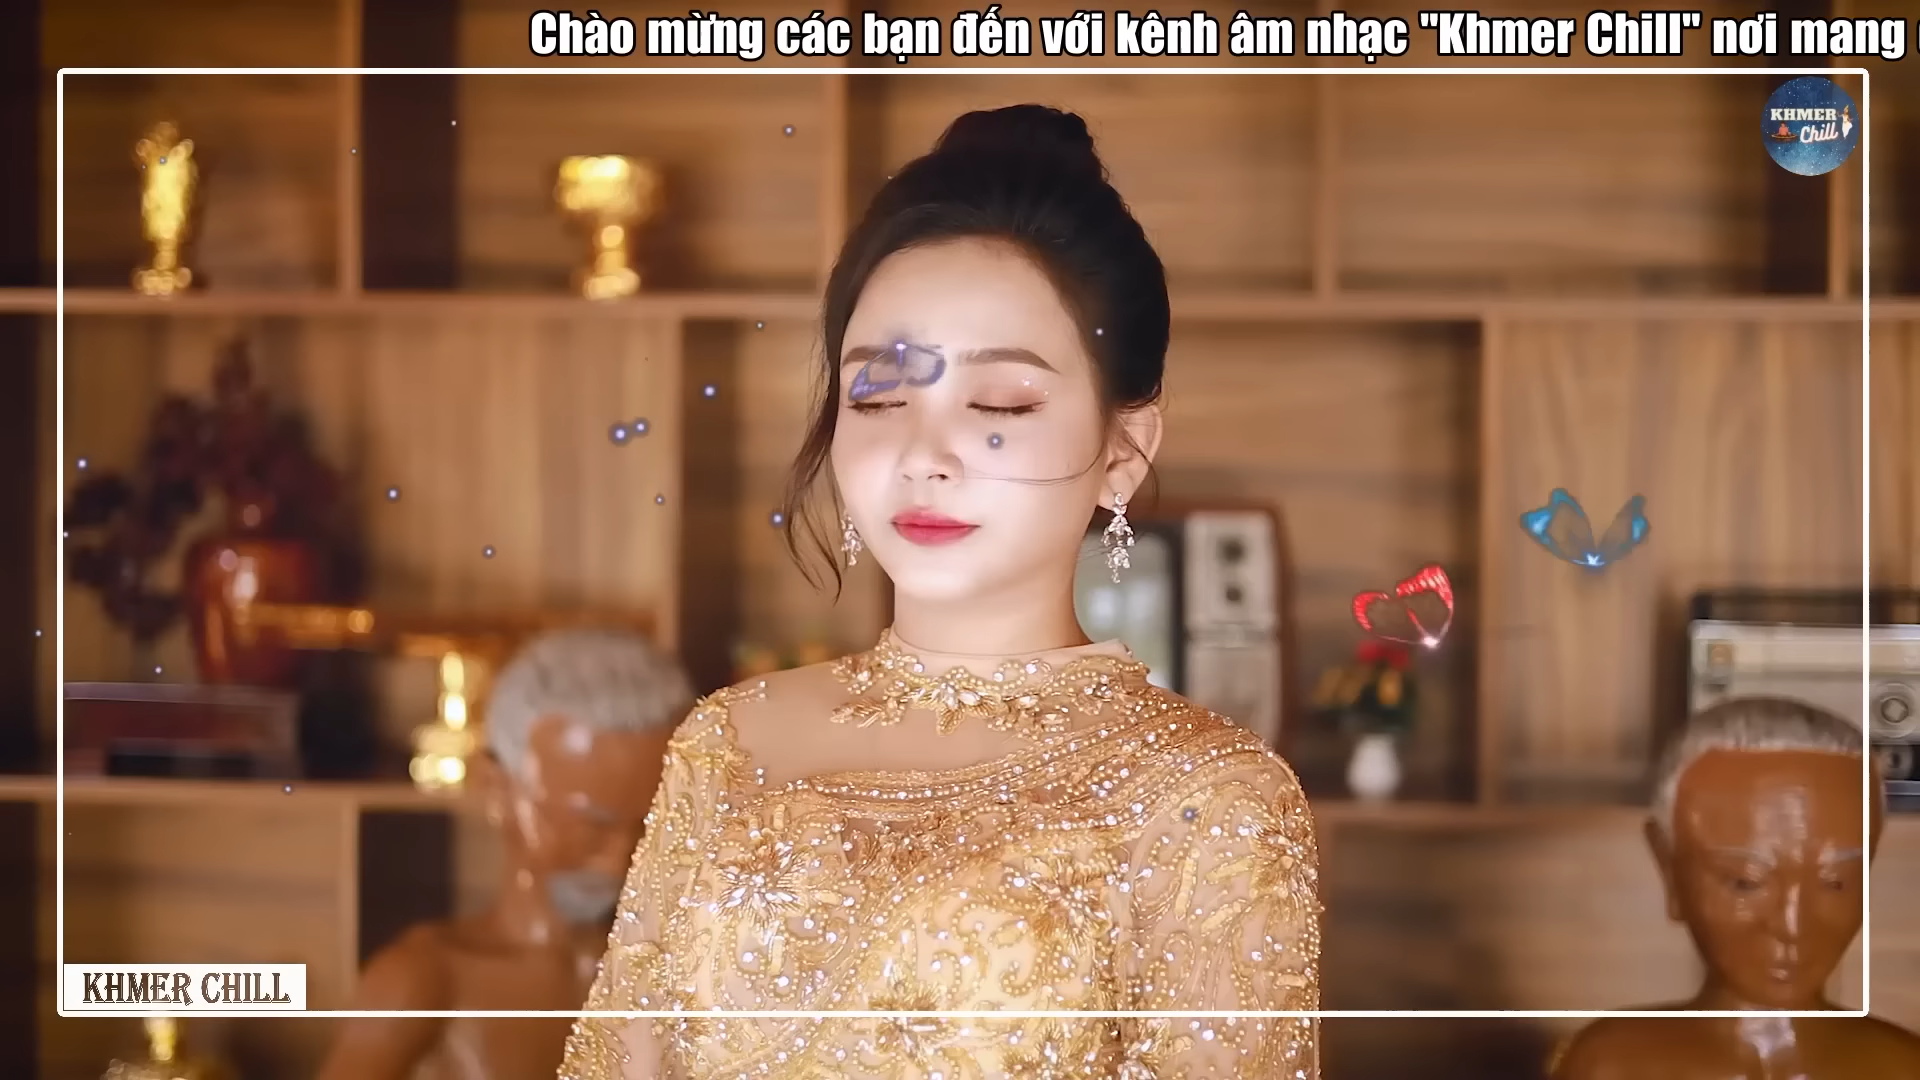 Chào mừng các bạn đến với kênh âm nhạc "Khmer Chill" nơi mang
KHMER
Chill
KHMER CHILL